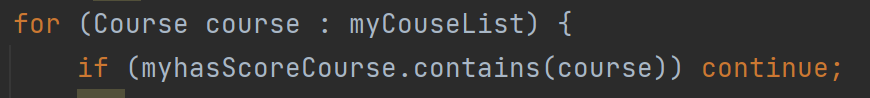 for (Course course : myCouseList) {
if (myhasScoreCourse.contains(course)) continue;